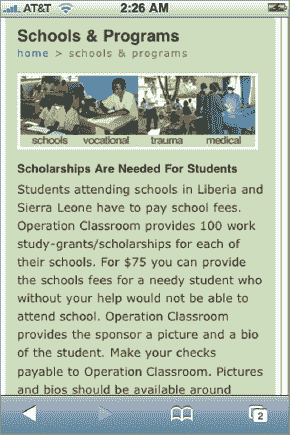 AT&T 2:26 AM
Schools & Programs
home > schools & programs
schools vocational trauma medical
Scholarships Are Needed For Students
Students attending schools in Liberia and
Sierra Leone have to pay school fees.
Operation Classroom provides 100 work
study-grants/scholarships for each of
their schools. For $75 you can provide
the schools fees for a needy student who
without your help would not be able to
attend school. Operation Classroom
provides the sponsor a picture and a bio
of the student. Make your checks
payable to Operation Classroom. Pictures
and bios should be available around
2